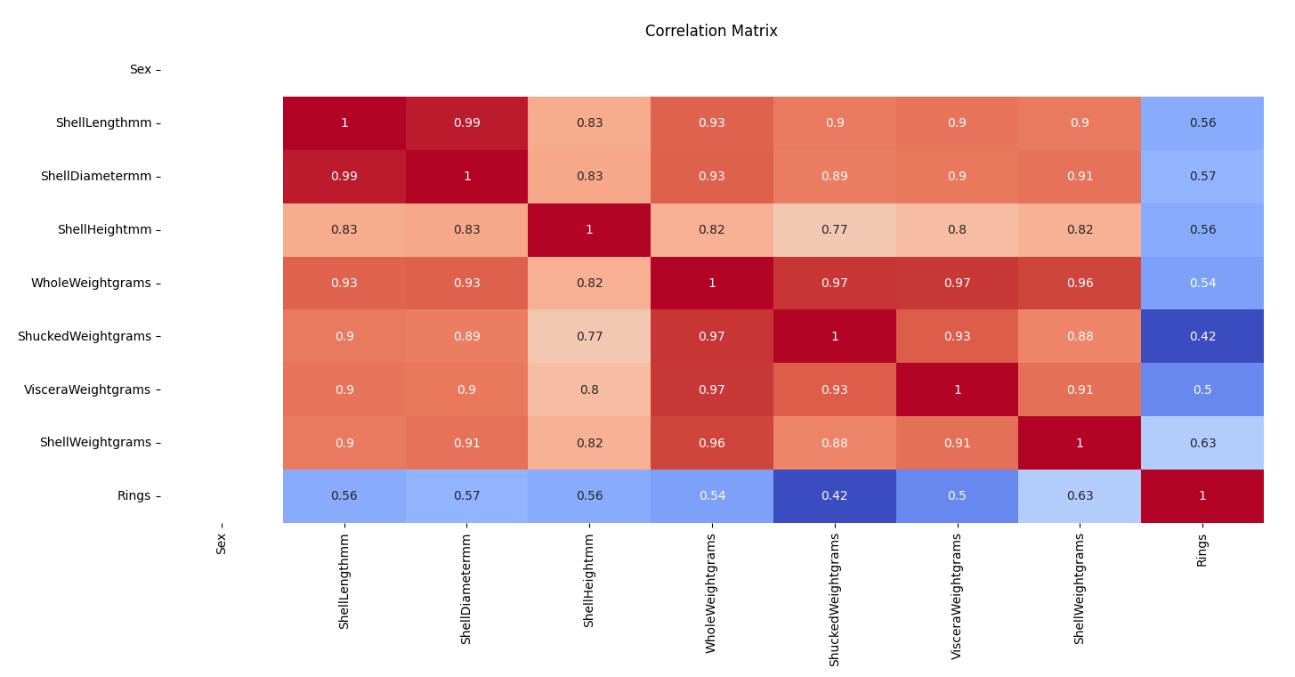 Correlation Matrix
Sex
ShellLengthmm 1 0.99 0.83 0.93 0.9 0.9 0.9 0.56
ShellDiametermm 0.99 1 0.83 0.93 0.89 0.9 0.91 0.57
ShellHeightmm 0.83 0.83 1 0.82 0.77 0.8 0.82 0.56
WholeWeightgrams 0.93 0.93 0.82 1 0.97 0.97 0.96 0.54
ShuckedWeightgrams 0.9 0.89 0.77 0.97 1 0.93 0.88 0.42
VisceraWeightgrams 0.9 0.9 0.8 0.97 0.93 1 0.91 0.5
ShellWeightgrams 0.9 0.91 0.82 0.96 0.88 0.91 1 0.63
Rings 0.56 0.57 0.56 0.54 0.42 0.5 0.63 1
Sex
ShellLengthmm
ShellDiametermm
ShellHeightmm
WholeWeightgrams
ShuckedWeightgrams
VisceraWeightgrams
ShellWeightgrams
Rings